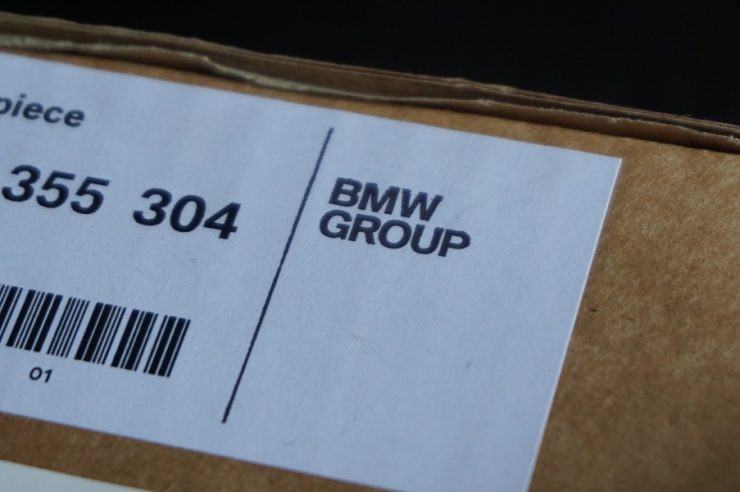 piece
355 304
BMW
GROUP
01